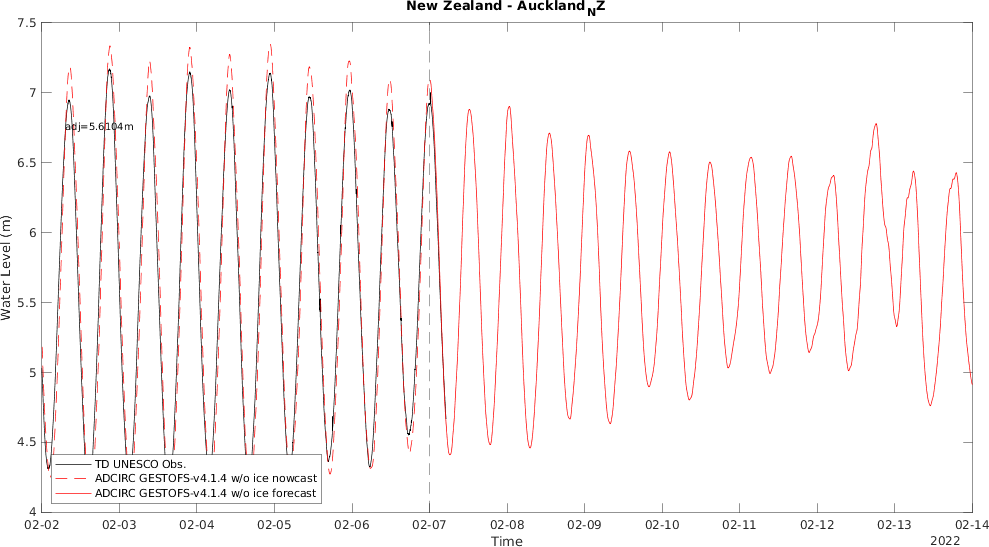 New Zealand - Auckland_NZ
7.5
7
6.5
6
5.5
5
4.5
4
Water Level (m)
adj=5.6104m
TD UNESCO Obs.
ADCIRC GESTOFS-v4.1.4 w/o ice nowcast
ADCIRC GESTOFS-v4.1.4 w/o ice forecast
02-02 02-03 02-04 02-05 02-06 02-07 02-08 02-09 02-10 02-11 02-12 02-13 02-14
Time
2022